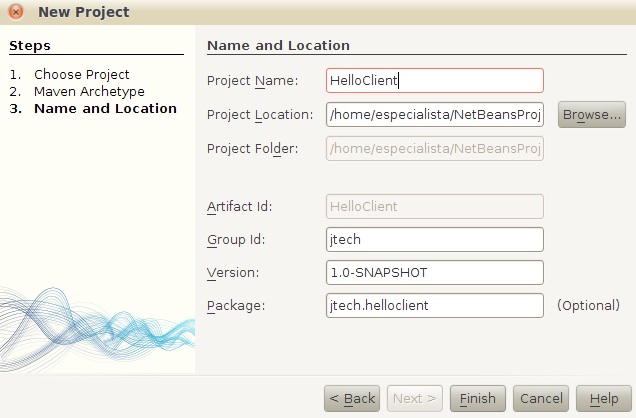 New Project
Steps
1. Choose Project
2. Maven Archetype
3. Name and Location
Name and Location
Project Name: HelloClient
Project Location: /home/especialista/NetBeansProj Browse...
Project Folder: /home/especialista/NetBeansProj
Artifact Id: HelloClient
Group Id: jtech
Version: 1.0-SNAPSHOT
Package: jtech.helloclient (Optional)
< Back Next > Finish Cancel Help